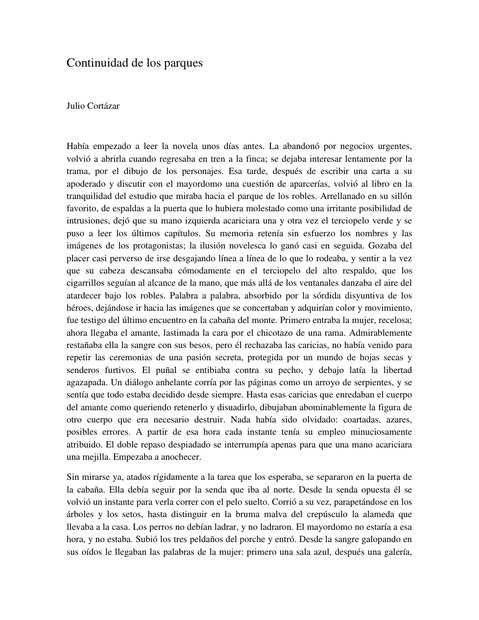 Continuidad de los parques
Julio Cortázar
Había empezado a leer la novela unos días antes. La abandonó por negocios urgentes,
volvió a abrirla cuando regresaba en tren a la finca; se dejaba interesar lentamente por la
trama, por el dibujo de los personajes. Esa tarde, después de escribir una carta a su
apoderado y discutir con el mayordomo una cuestión de aparcerías, volvió al libro en la
tranquilidad del estudio que miraba hacia el parque de los robles. Arrellanado en su sillón
favorito, de espaldas a la puerta que lo hubiera molestado como una irritante posibilidad de
intrusiones, dejó que su mano izquierda acariciara una y otra vez el terciopelo verde y se
puso a leer los últimos capítulos. Su memoria retenía sin esfuerzo los nombres y las
imágenes de los protagonistas; la ilusión novelesca lo ganó casi en seguida. Gozaba del
placer casi perverso de irse desgajando línea a línea de lo que lo rodeaba, y sentir a la vez
que su cabeza descansaba cómodamente en el terciopelo del alto respaldo, que los
cigarrillos seguían al alcance de la mano, que más allá de los ventanales danzaba el aire del
atardecer bajo los robles. Palabra a palabra, absorbido por la sórdida disyuntiva de los
héroes, dejándose ir hacia las imágenes que se concertaban y adquirían color y movimiento,
fue testigo del último encuentro en la cabaña del monte. Primero entraba la mujer, recelosa;
ahora llegaba el amante, lastimada la cara por el chicotazo de una rama. Admirablemente
restañaba ella la sangre con sus besos, pero él rechazaba las caricias, no había venido para
repetir las ceremonias de una pasión secreta, protegida por un mundo de hojas secas y
senderos furtivos. El puñal se entibiaba contra su pecho, y debajo latía la libertad
agazapada. Un diálogo anhelante corría por las páginas como un arroyo de serpientes, y se
sentía que todo estaba decidido desde siempre. Hasta esas caricias que enredaban el cuerpo
del amante como queriendo retenerlo y disuadirlo, dibujaban abominablemente la figura de
otro cuerpo que era necesario destruir. Nada había sido olvidado: coartadas, azares,
posibles errores. A partir de esa hora cada instante tenía su empleo minuciosamente
atribuido. El doble repaso despiadado se interrumpía apenas para que una mano acariciara
una mejilla. Empezaba a anochecer.
Sin mirarse ya, atados rígidamente a la tarea que los esperaba, se separaron en la puerta de
la cabaña. Ella debía seguir por la senda que iba al norte. Desde la senda opuesta él se
volvió un instante para verla correr con el pelo suelto. Corrió a su vez, parapetándose en los
árboles y los setos, hasta distinguir en la bruma malva del crepúsculo la alameda que
llevaba a la casa. Los perros no debían ladrar, y no ladraron. El mayordomo no estaría a esa
hora, y no estaba. Subió los tres peldaños del porche y entró. Desde la sangre galopando en
sus oídos le llegaban las palabras de la mujer: primero una sala azul, después una galería,